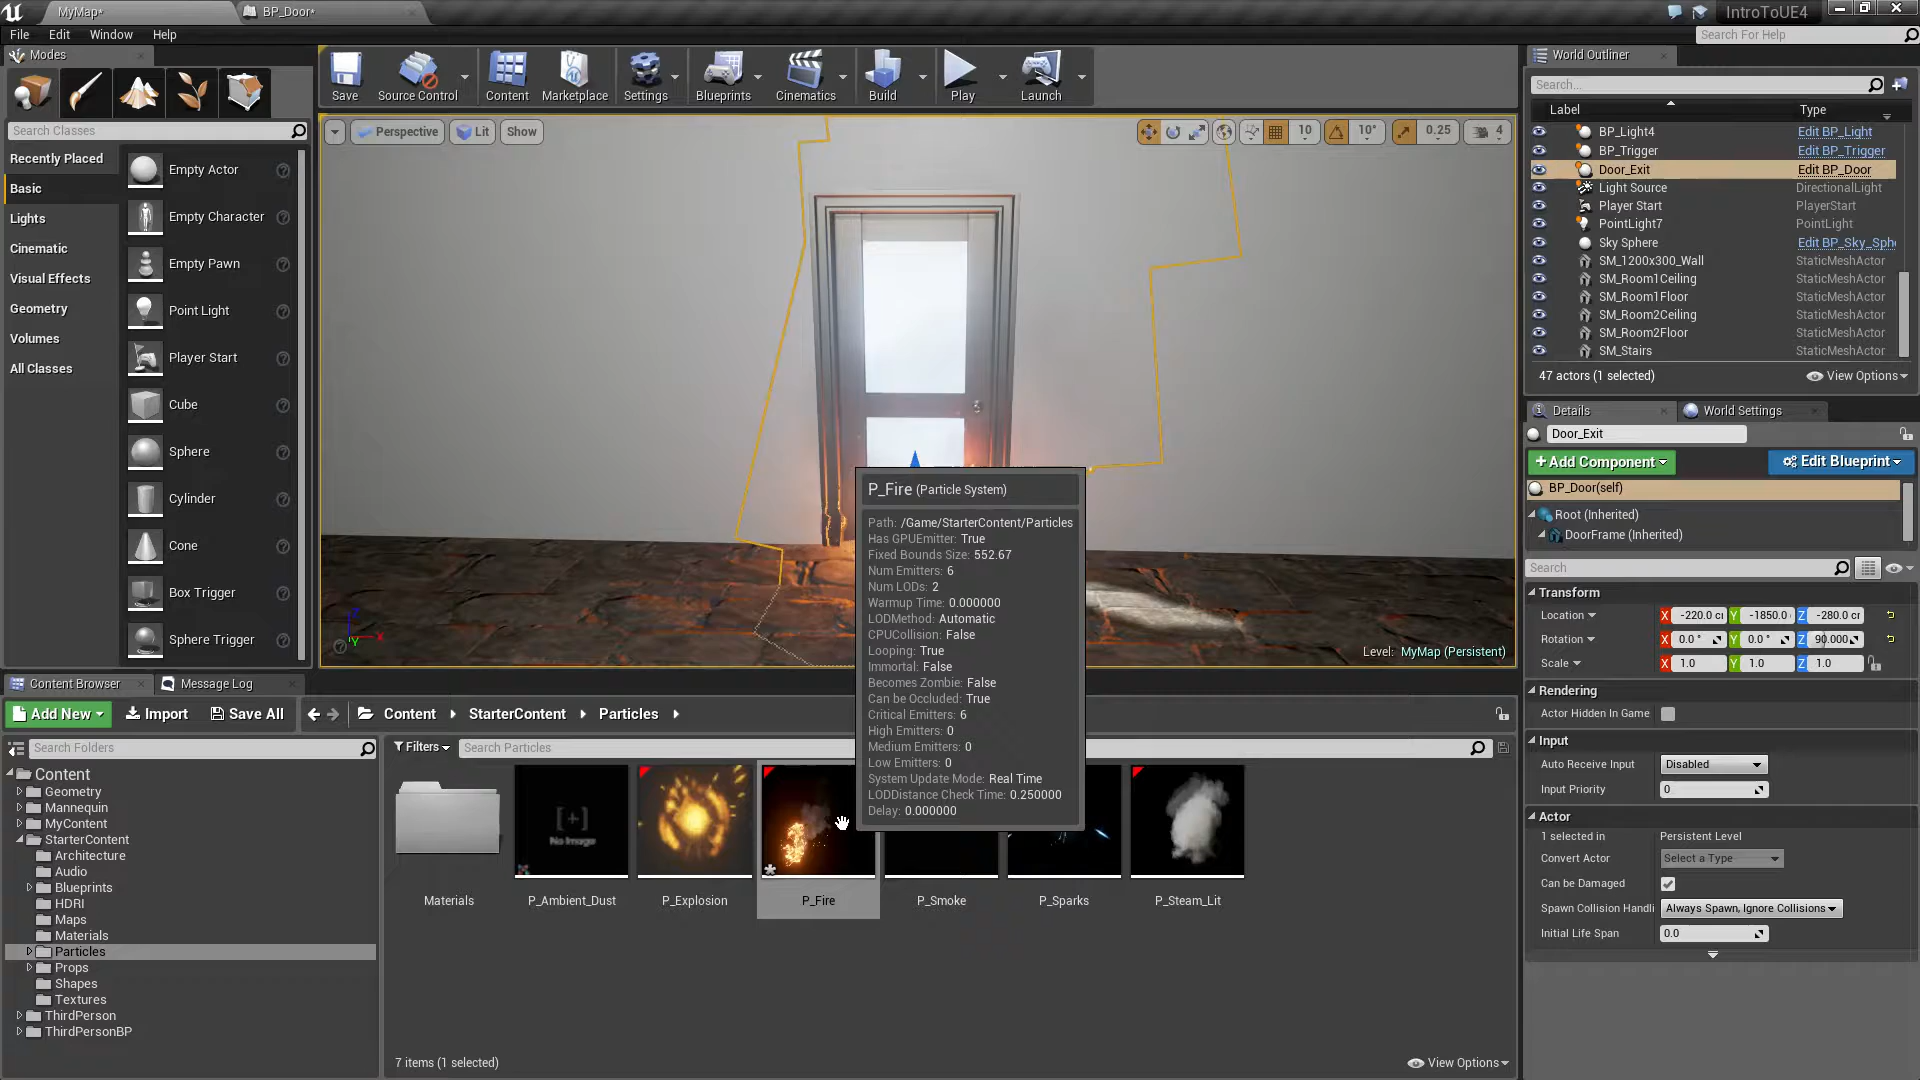 MyMap*
BP_Door*
IntroToUE4
File Edit Window Help
Search For Help
Modes
Search Classes
Recently Placed
Basic
Lights
Cinematic
Visual Effects
Geometry
Volumes
All Classes
Empty Actor
Empty Character
Empty Pawn
Point Light
Player Start
Cube
Sphere
Cylinder
Cone
Box Trigger
Sphere Trigger
Save Source Control Content Marketplace Settings Blueprints Cinematics Build Play Launch
Perspective Lit Show
10 10° 0.25 4
Level: MyMap (Persistent)
P_Fire (Particle System)
Path: /Game/StarterContent/Particles
Has GPUEmitter: True
Fixed Bounds Size: 552.67
Num Emitters: 6
Num LODs: 2
Warmup Time: 0.000000
LODMethod: Automatic
CPUCollision: False
Looping: True
Immortal: False
Becomes Zombie: False
Can be Occluded: True
Critical Emitters: 6
High Emitters: 0
Medium Emitters: 0
Low Emitters: 0
System Update Mode: Real Time
LODDistance Check Time: 0.250000
Delay: 0.000000
World Outliner
Search...
Label Type
BP_Light4 Edit BP_Light
BP_Trigger Edit BP_Trigger
Door_Exit Edit BP_Door
Light Source DirectionalLight
Player Start PlayerStart
PointLight7 PointLight
Sky Sphere Edit BP_Sky_Sph
SM_1200x300_Wall StaticMeshActor
SM_Room1Ceiling StaticMeshActor
SM_Room1Floor StaticMeshActor
SM_Room2Ceiling StaticMeshActor
SM_Room2Floor StaticMeshActor
SM_Stairs StaticMeshActor
47 actors (1 selected) View Options
Details World Settings
Door_Exit
+Add Component Edit Blueprint
BP_Door(self)
Root (Inherited)
DoorFrame (Inherited)
Search
Transform
Location X -220.0 c Y -1850.0 Z -280.0 cm
Rotation X 0.0 ° Y 0.0 ° Z 90.000
Scale X 1.0 Y 1.0 Z 1.0
Rendering
Actor Hidden In Game
Input
Auto Receive Input Disabled
Input Priority 0
Actor
1 selected in Persistent Level
Convert Actor Select a Type
Can be Damaged
Spawn Collision Handli Always Spawn, Ignore Collisions
Initial Life Span 0.0
Content Browser Message Log
Add New Import Save All Content StarterContent Particles
Search Folders
Content
Geometry
Mannequin
MyContent
StarterContent
Architecture
Audio
Blueprints
HDRI
Maps
Materials
Particles
Props
Shapes
Textures
ThirdPerson
ThirdPersonBP
Filters Search Particles
[+]
No Image
Materials P_Ambient_Dust P_Explosion P_Fire P_Smoke P_Sparks P_Steam_Lit
7 items (1 selected) View Options